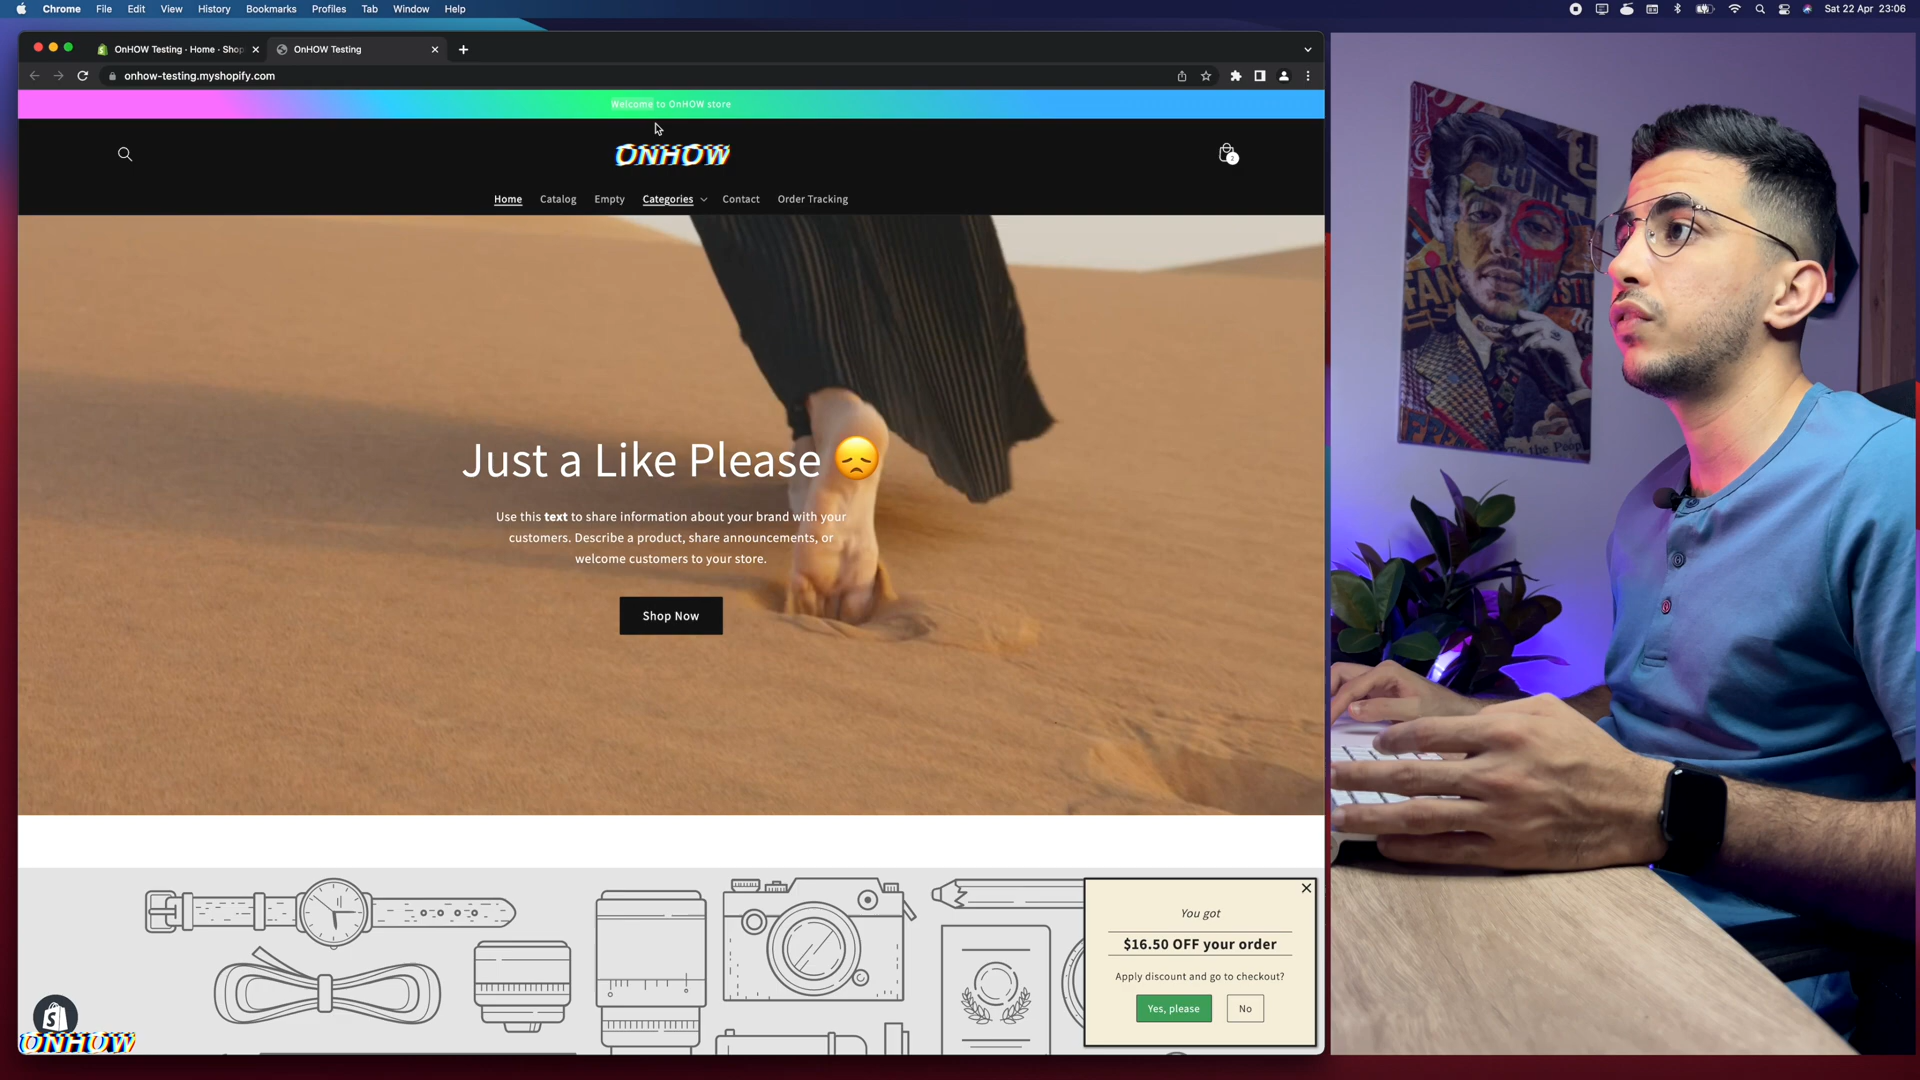 Chrome File Edit View History Bookmarks Profiles Tab Window Help
Sat 22 Apr 23:06
OnHOW Testing · Home · Shop
OnHOW Testing
onhow-testing.myshopify.com
Welcome to OnHOW store
ONHOW
2
Home Catalog Empty Categories Contact Order Tracking
Just a Like Please 😞
Use this text to share information about your brand with your
customers. Describe a product, share announcements, or
welcome customers to your store.
Shop Now
You got
$16.50 OFF your order
Apply discount and go to checkout?
Yes, please
No
ONHOW